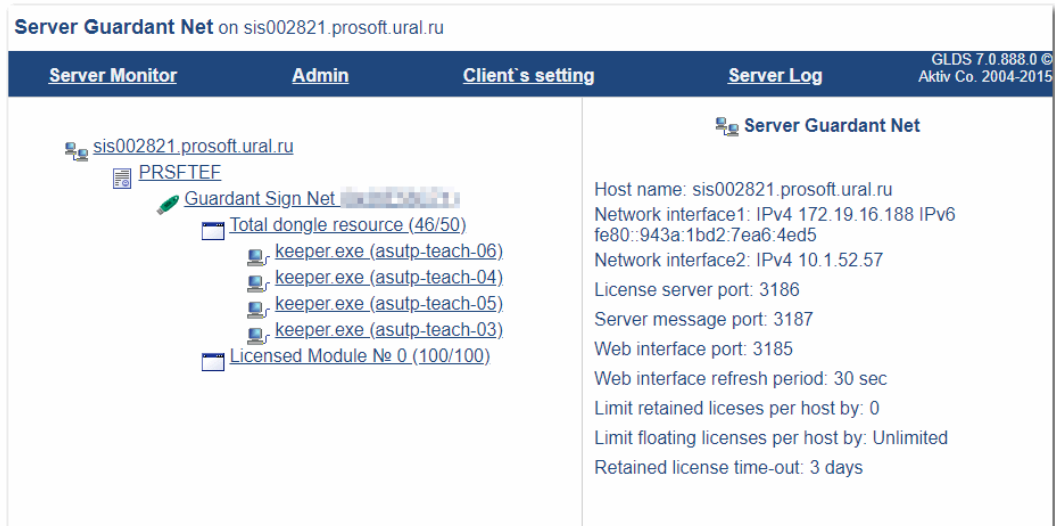 Server Guardant Net on sis002821.prosoft.ural.ru
Server Monitor Admin Client`s setting Server Log GLDS 7.0.888.0 ©
Aktiv Co. 2004-2015
sis002821.prosoft.ural.ru
PRSFTEF
Guardant Sign Net
Total dongle resource (46/50)
keeper.exe (asutp-teach-06)
keeper.exe (asutp-teach-04)
keeper.exe (asutp-teach-05)
keeper.exe (asutp-teach-03)
Licensed Module № 0 (100/100)
Server Guardant Net
Host name: sis002821.prosoft.ural.ru
Network interface1: IPv4 172.19.16.188 IPv6
fe80::943a:1bd2:7ea6:4ed5
Network interface2: IPv4 10.1.52.57
License server port: 3186
Server message port: 3187
Web interface port: 3185
Web interface refresh period: 30 sec
Limit retained liceses per host by: 0
Limit floating licenses per host by: Unlimited
Retained license time-out: 3 days